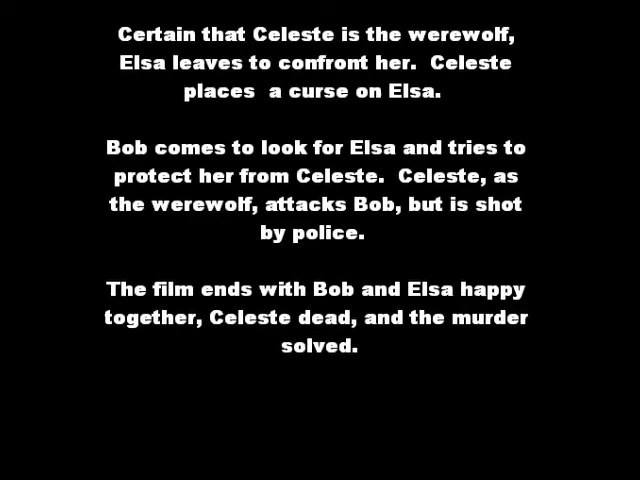 Certain that Celeste is the werewolf,
Elsa leaves to confront her.  Celeste
places  a curse on Elsa.
Bob comes to look for Elsa and tries to
protect her from Celeste.  Celeste, as
the werewolf, attacks Bob, but is shot
by police.
The film ends with Bob and Elsa happy
together, Celeste dead, and the murder
solved.